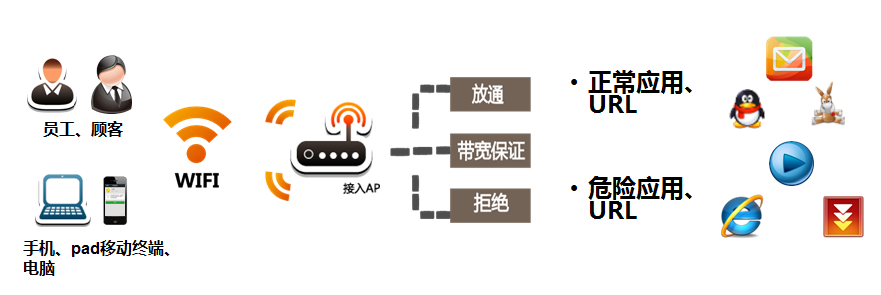 员工、顾客
手机、pad移动终端、
电脑
WIFI
接入AP
放通
带宽保证
拒绝
• 正常应用、
URL
• 危险应用、
URL